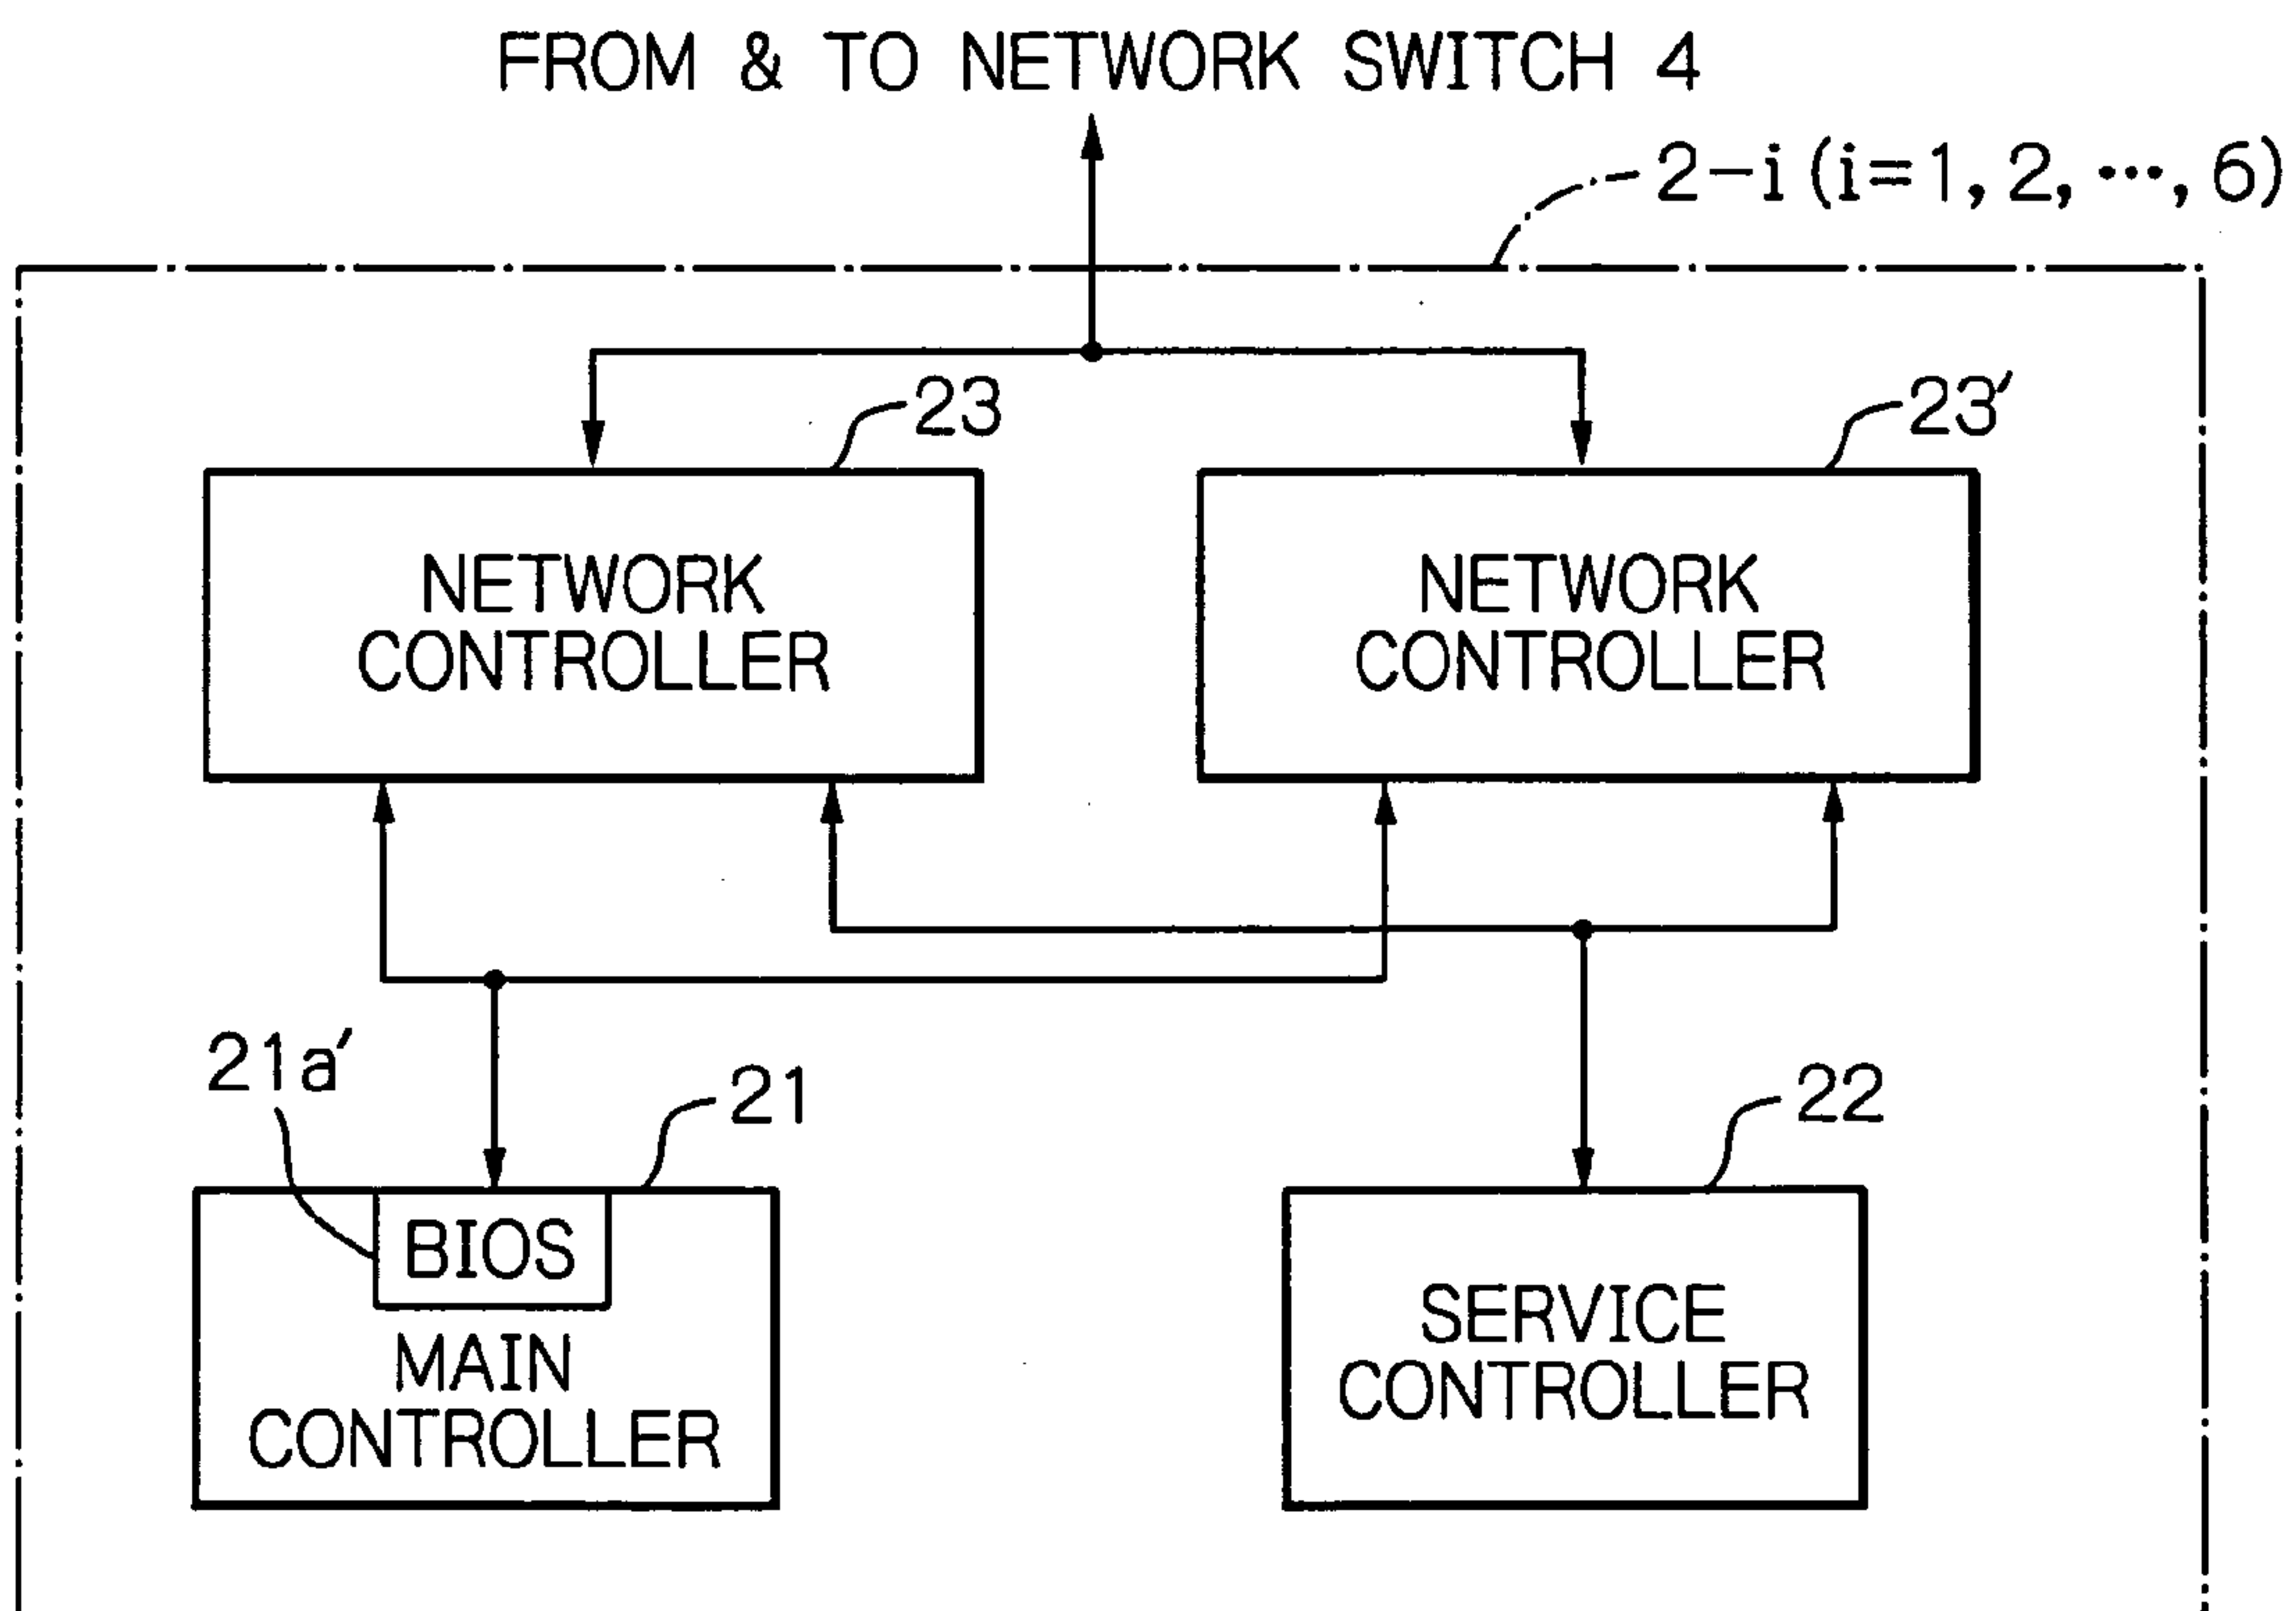 FROM & TO NETWORK SWITCH 4
2-i (i=1, 2, ···, 6)
23
23′
NETWORK
CONTROLLER
NETWORK
CONTROLLER
21a′
21
22
BIOS
MAIN
CONTROLLER
SERVICE
CONTROLLER